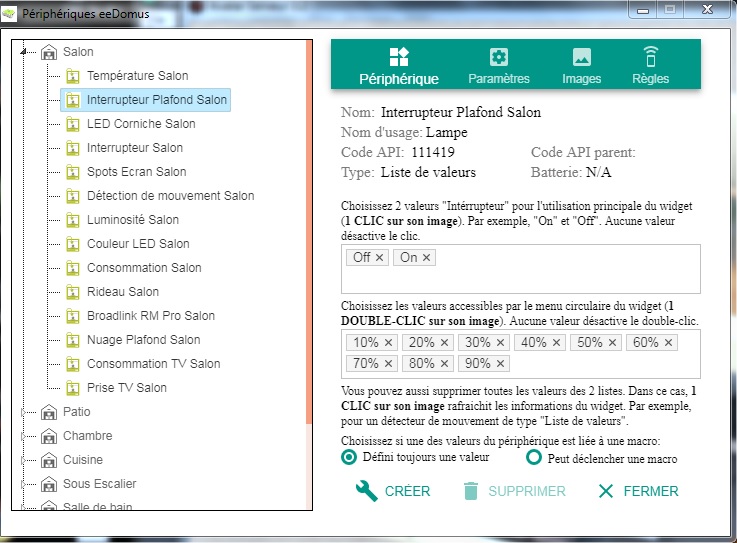 Périphériques eeDomus
Salon
Température Salon
Interrupteur Plafond Salon
LED Corniche Salon
Interrupteur Salon
Spots Ecran Salon
Détection de mouvement Salon
Luminosité Salon
Couleur LED Salon
Consommation Salon
Rideau Salon
Broadlink RM Pro Salon
Nuage Plafond Salon
Consommation TV Salon
Prise TV Salon
Patio
Chambre
Cuisine
Sous Escalier
Salle de bain
Périphérique Paramètres Images Règles
Nom: Interrupteur Plafond Salon
Nom d'usage: Lampe
Code API: 111419 Code API parent:
Type: Liste de valeurs Batterie: N/A
Choisissez 2 valeurs "Intérrupteur" pour l'utilisation principale du widget
(1 CLIC sur son image). Par exemple, "On" et "Off". Aucune valeur
désactive le clic.
Off × On ×
Choisissez les valeurs accessibles par le menu circulaire du widget (1
DOUBLE-CLIC sur son image). Aucune valeur désactive le double-clic.
10% × 20% × 30% × 40% × 50% × 60% ×
70% × 80% × 90% ×
Vous pouvez aussi supprimer toutes les valeurs des 2 listes. Dans ce cas, 1
CLIC sur son image rafraichit les informations du widget. Par exemple,
pour un détecteur de mouvement de type "Liste de valeurs".
Choisissez si une des valeurs du périphérique est liée à une macro:
Défini toujours une valeur Peut déclencher une macro
CRÉER SUPPRIMER FERMER